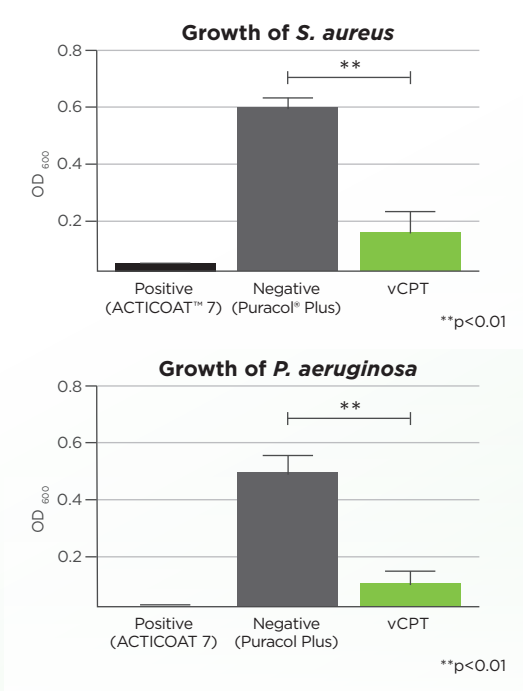 Growth of S. aureus
0.8
**
0.6
OD 600
0.4
0.2
Positive
(ACTICOAT™ 7)
Negative
(Puracol® Plus)
vCPT
**p<0.01
Growth of P. aeruginosa
0.8
**
0.6
OD 600
0.4
0.2
Positive
(ACTICOAT 7)
Negative
(Puracol Plus)
vCPT
**p<0.01